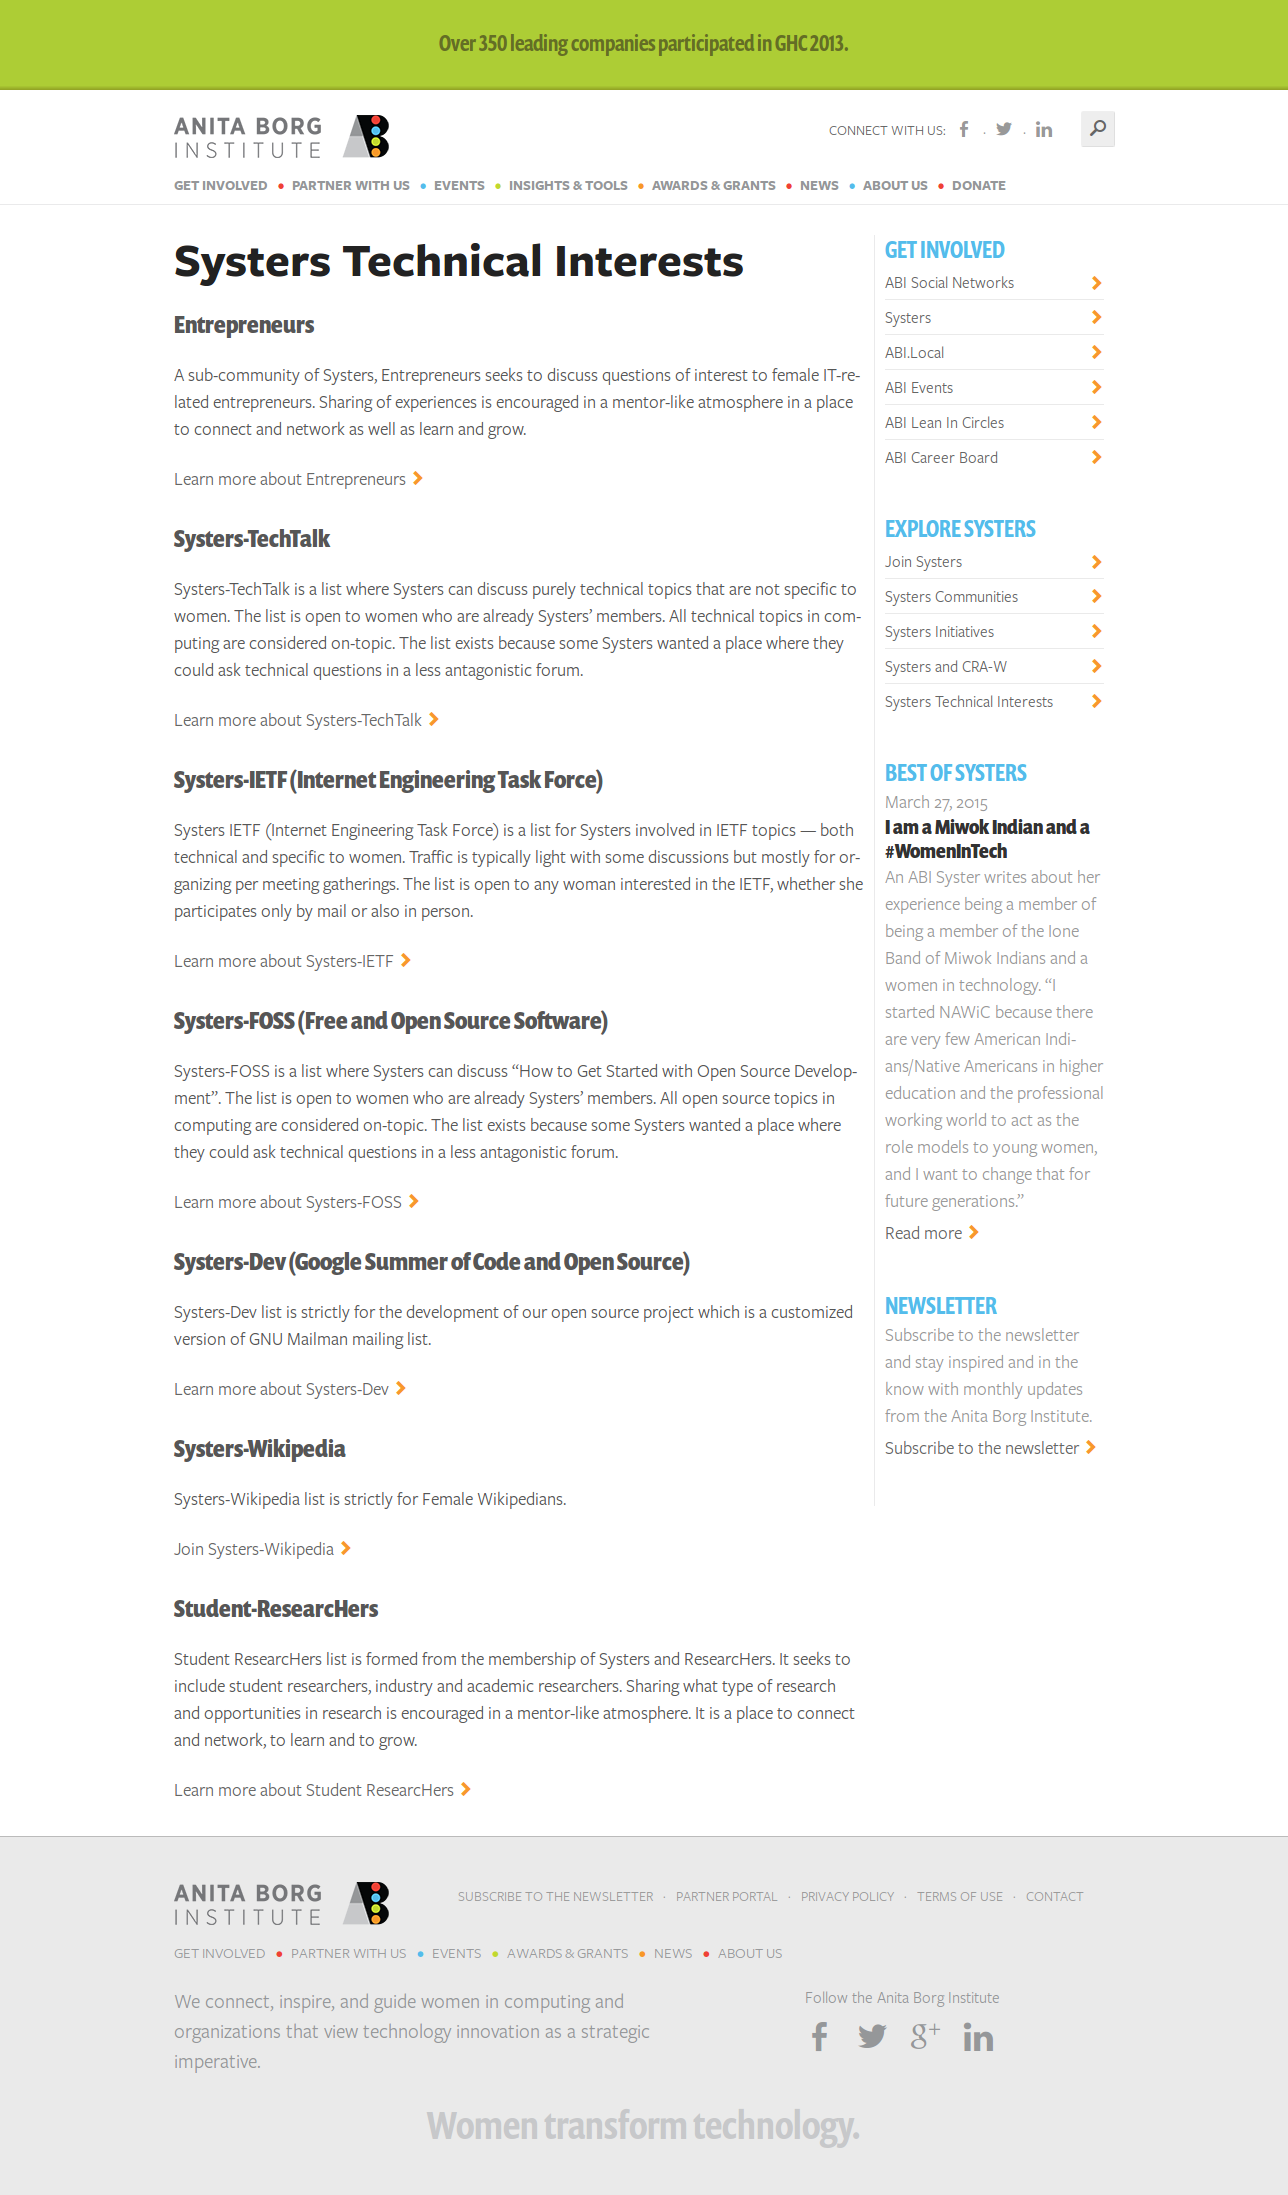 Over 350 leading companies participated in GHC 2013.
ANITA BORG
INSTITUTE
CONNECT WITH US:
GET INVOLVED
PARTNER WITH US
EVENTS
INSIGHTS & TOOLS
AWARDS & GRANTS
NEWS
ABOUT US
DONATE
Systers Technical Interests
Entrepreneurs
A sub-community of Systers, Entrepreneurs seeks to discuss questions of interest to female IT-re-
lated entrepreneurs. Sharing of experiences is encouraged in a mentor-like atmosphere in a place
to connect and network as well as learn and grow.
Learn more about Entrepreneurs
Systers-TechTalk
Systers-TechTalk is a list where Systers can discuss purely technical topics that are not specific to
women. The list is open to women who are already Systers’ members. All technical topics in com-
puting are considered on-topic. The list exists because some Systers wanted a place where they
could ask technical questions in a less antagonistic forum.
Learn more about Systers-TechTalk
Systers-IETF (Internet Engineering Task Force)
Systers IETF (Internet Engineering Task Force) is a list for Systers involved in IETF topics — both
technical and specific to women. Traffic is typically light with some discussions but mostly for or-
ganizing per meeting gatherings. The list is open to any woman interested in the IETF, whether she
participates only by mail or also in person.
Learn more about Systers-IETF
Systers-FOSS (Free and Open Source Software)
Systers-FOSS is a list where Systers can discuss “How to Get Started with Open Source Develop-
ment”. The list is open to women who are already Systers’ members. All open source topics in
computing are considered on-topic. The list exists because some Systers wanted a place where
they could ask technical questions in a less antagonistic forum.
Learn more about Systers-FOSS
Systers-Dev (Google Summer of Code and Open Source)
Systers-Dev list is strictly for the development of our open source project which is a customized
version of GNU Mailman mailing list.
Learn more about Systers-Dev
Systers-Wikipedia
Systers-Wikipedia list is strictly for Female Wikipedians.
Join Systers-Wikipedia
Student-ResearcHers
Student ResearcHers list is formed from the membership of Systers and ResearcHers. It seeks to
include student researchers, industry and academic researchers. Sharing what type of research
and opportunities in research is encouraged in a mentor-like atmosphere. It is a place to connect
and network, to learn and to grow.
Learn more about Student ResearcHers
GET INVOLVED
ABI Social Networks
Systers
ABI.Local
ABI Events
ABI Lean In Circles
ABI Career Board
EXPLORE SYSTERS
Join Systers
Systers Communities
Systers Initiatives
Systers and CRA-W
Systers Technical Interests
BEST OF SYSTERS
March 27, 2015
I am a Miwok Indian and a
#WomenInTech
An ABI Syster writes about her
experience being a member of
being a member of the Ione
Band of Miwok Indians and a
women in technology. “I
started NAWiC because there
are very few American Indi-
ans/Native Americans in higher
education and the professional
working world to act as the
role models to young women,
and I want to change that for
future generations.”
Read more
NEWSLETTER
Subscribe to the newsletter
and stay inspired and in the
know with monthly updates
from the Anita Borg Institute.
Subscribe to the newsletter
ANITA BORG
INSTITUTE
SUBSCRIBE TO THE NEWSLETTER · PARTNER PORTAL · PRIVACY POLICY · TERMS OF USE · CONTACT
GET INVOLVED
PARTNER WITH US
EVENTS
AWARDS & GRANTS
NEWS
ABOUT US
We connect, inspire, and guide women in computing and
organizations that view technology innovation as a strategic
imperative.
Follow the Anita Borg Institute
Women transform technology.